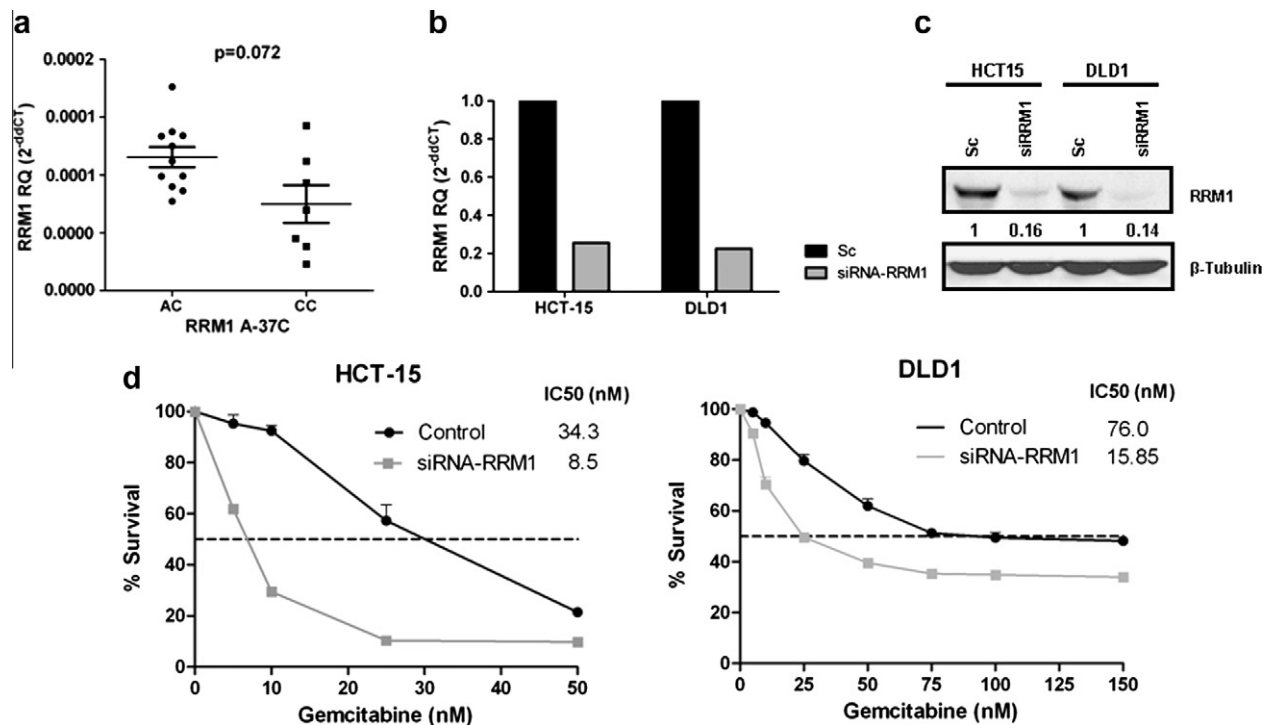 a
p=0.072
0.0002
0.0001
0.0001
0.0000
0.0000
RRM1 RQ (2^-ddCT)
AC CC
RRM1 A-37C
b
1.0
0.8
0.6
0.4
0.2
0.0
RRM1 RQ (2^-ddCT)
HCT-15 DLD1
Sc
siRNA-RRM1
c
HCT15 DLD1
Sc siRRM1 Sc siRRM1
RRM1
1 0.16 1 0.14
β-Tubulin
d
HCT-15
IC50 (nM)
Control 34.3
siRNA-RRM1 8.5
100
80
60
40
20
0
% Survival
0 10 20 30 40 50
Gemcitabine (nM)
DLD1
IC50 (nM)
Control 76.0
siRNA-RRM1 15.85
100
80
60
40
20
0
% Survival
0 25 50 75 100 125 150
Gemcitabine (nM)